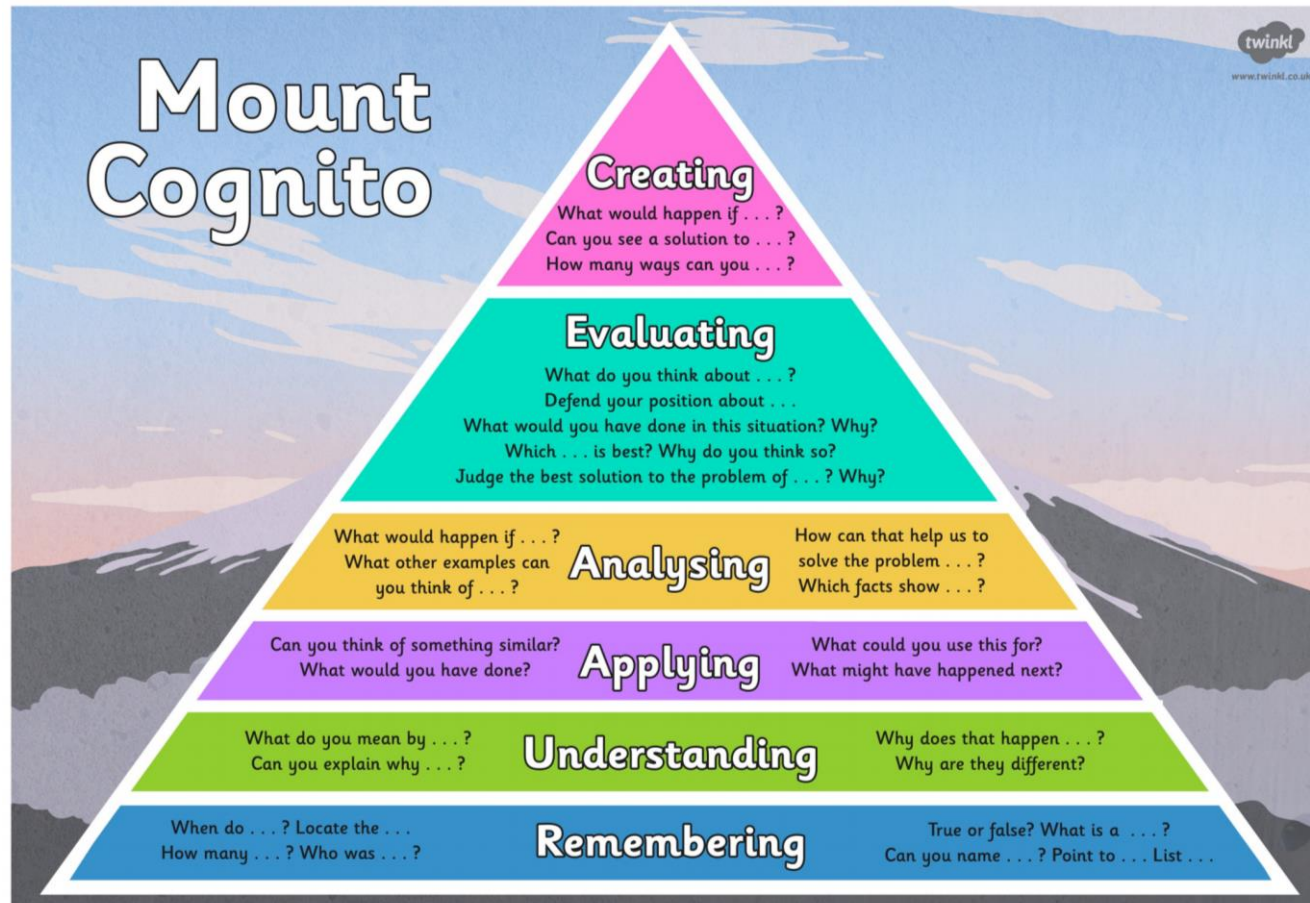 Mount
Cognito
twinkl
www.twinkl.co.uk
Creating
What would happen if . . . ?
Can you see a solution to . . . ?
How many ways can you . . . ?
Evaluating
What do you think about . . . ?
Defend your position about . . .
What would you have done in this situation? Why?
Which . . . is best? Why do you think so?
Judge the best solution to the problem of . . . ? Why?
What would happen if . . . ?
What other examples can
you think of . . . ?
Analysing
How can that help us to
solve the problem . . . ?
Which facts show . . . ?
Can you think of something similar?
What would you have done?
Applying
What could you use this for?
What might have happened next?
What do you mean by . . . ?
Can you explain why . . . ?
Understanding
Why does that happen . . . ?
Why are they different?
When do . . . ? Locate the . . .
How many . . . ? Who was . . . ?
Remembering
True or false? What is a . . . ?
Can you name . . . ? Point to . . . List . . .